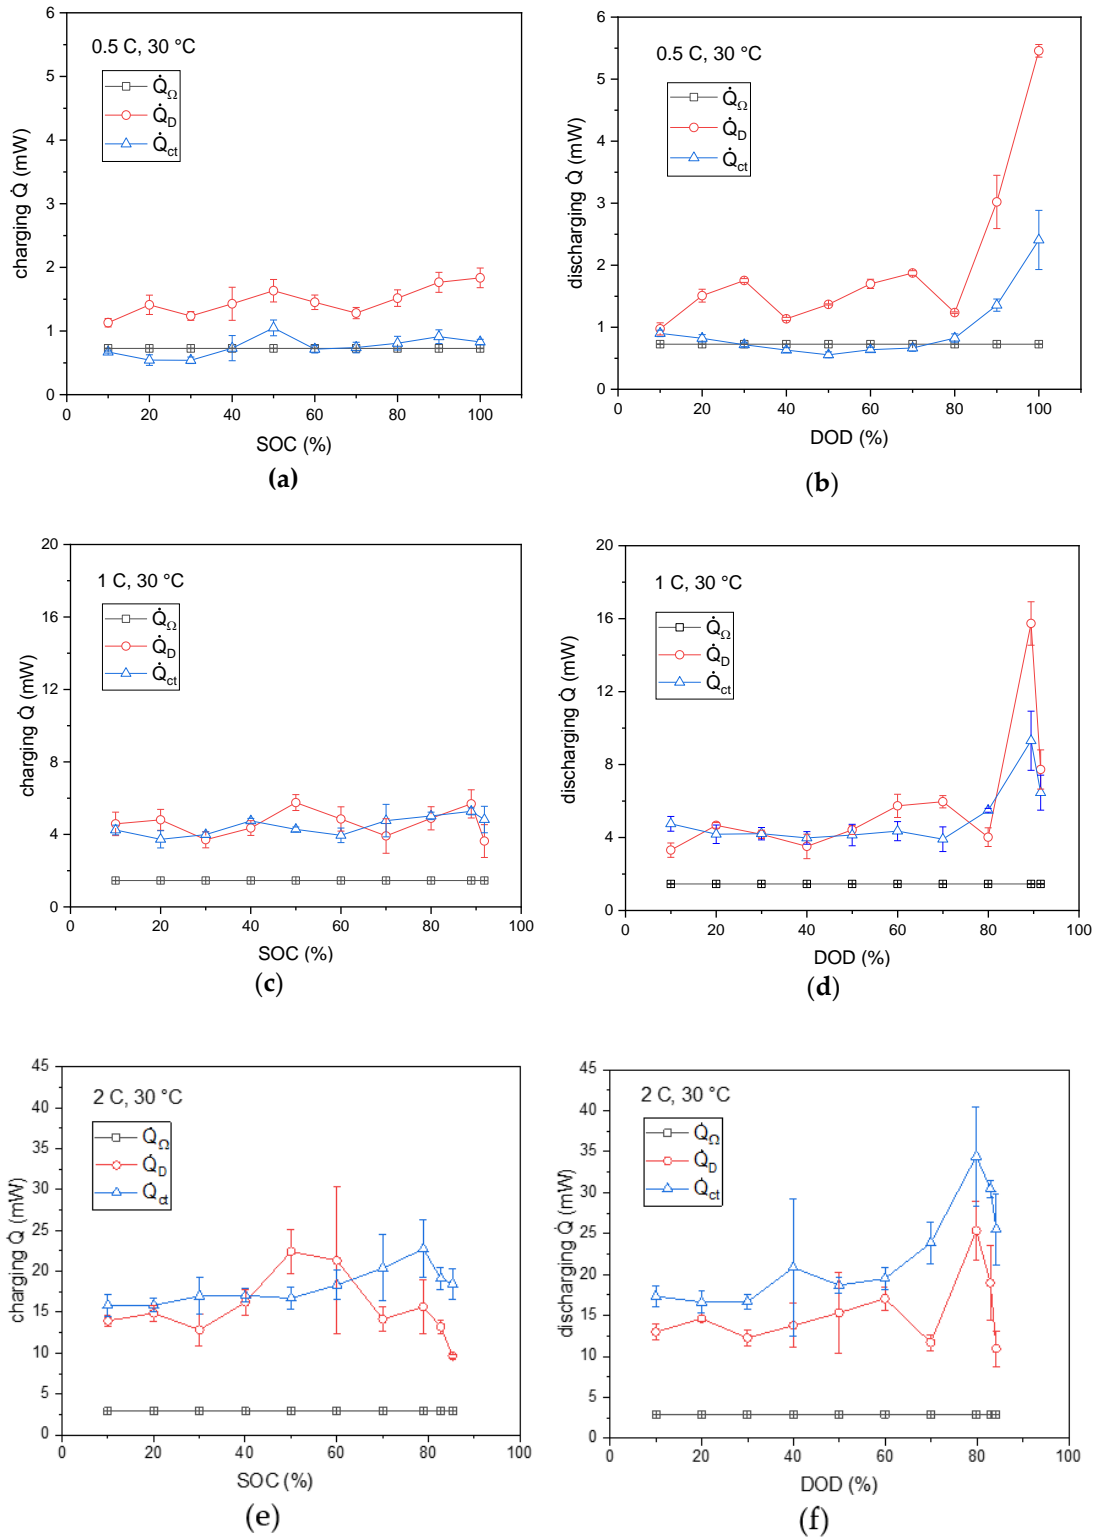 0.5 C, 30 °C
Q̇Ω
Q̇D
Q̇ct
charging Q̇ (mW)
6
5
4
3
2
1
0
0 20 40 60 80 100
SOC (%)
(a)
0.5 C, 30 °C
Q̇Ω
Q̇D
Q̇ct
discharging Q̇ (mW)
6
5
4
3
2
1
0
0 20 40 60 80 100
DOD (%)
(b)
1 C, 30 °C
Q̇Ω
Q̇D
Q̇ct
charging Q̇ (mW)
20
16
12
8
4
0
0 20 40 60 80 100
SOC (%)
(c)
1 C, 30 °C
Q̇Ω
Q̇D
Q̇ct
discharging Q̇ (mW)
20
16
12
8
4
0
0 20 40 60 80 100
DOD (%)
(d)
2 C, 30 °C
Q̇Ω
Q̇D
Q̇ct
charging Q̇ (mW)
45
40
35
30
25
20
15
10
5
0
0 20 40 60 80 100
SOC (%)
(e)
2 C, 30 °C
Q̇Ω
Q̇D
Q̇ct
discharging Q̇ (mW)
45
40
35
30
25
20
15
10
5
0
0 20 40 60 80 100
DOD (%)
(f)